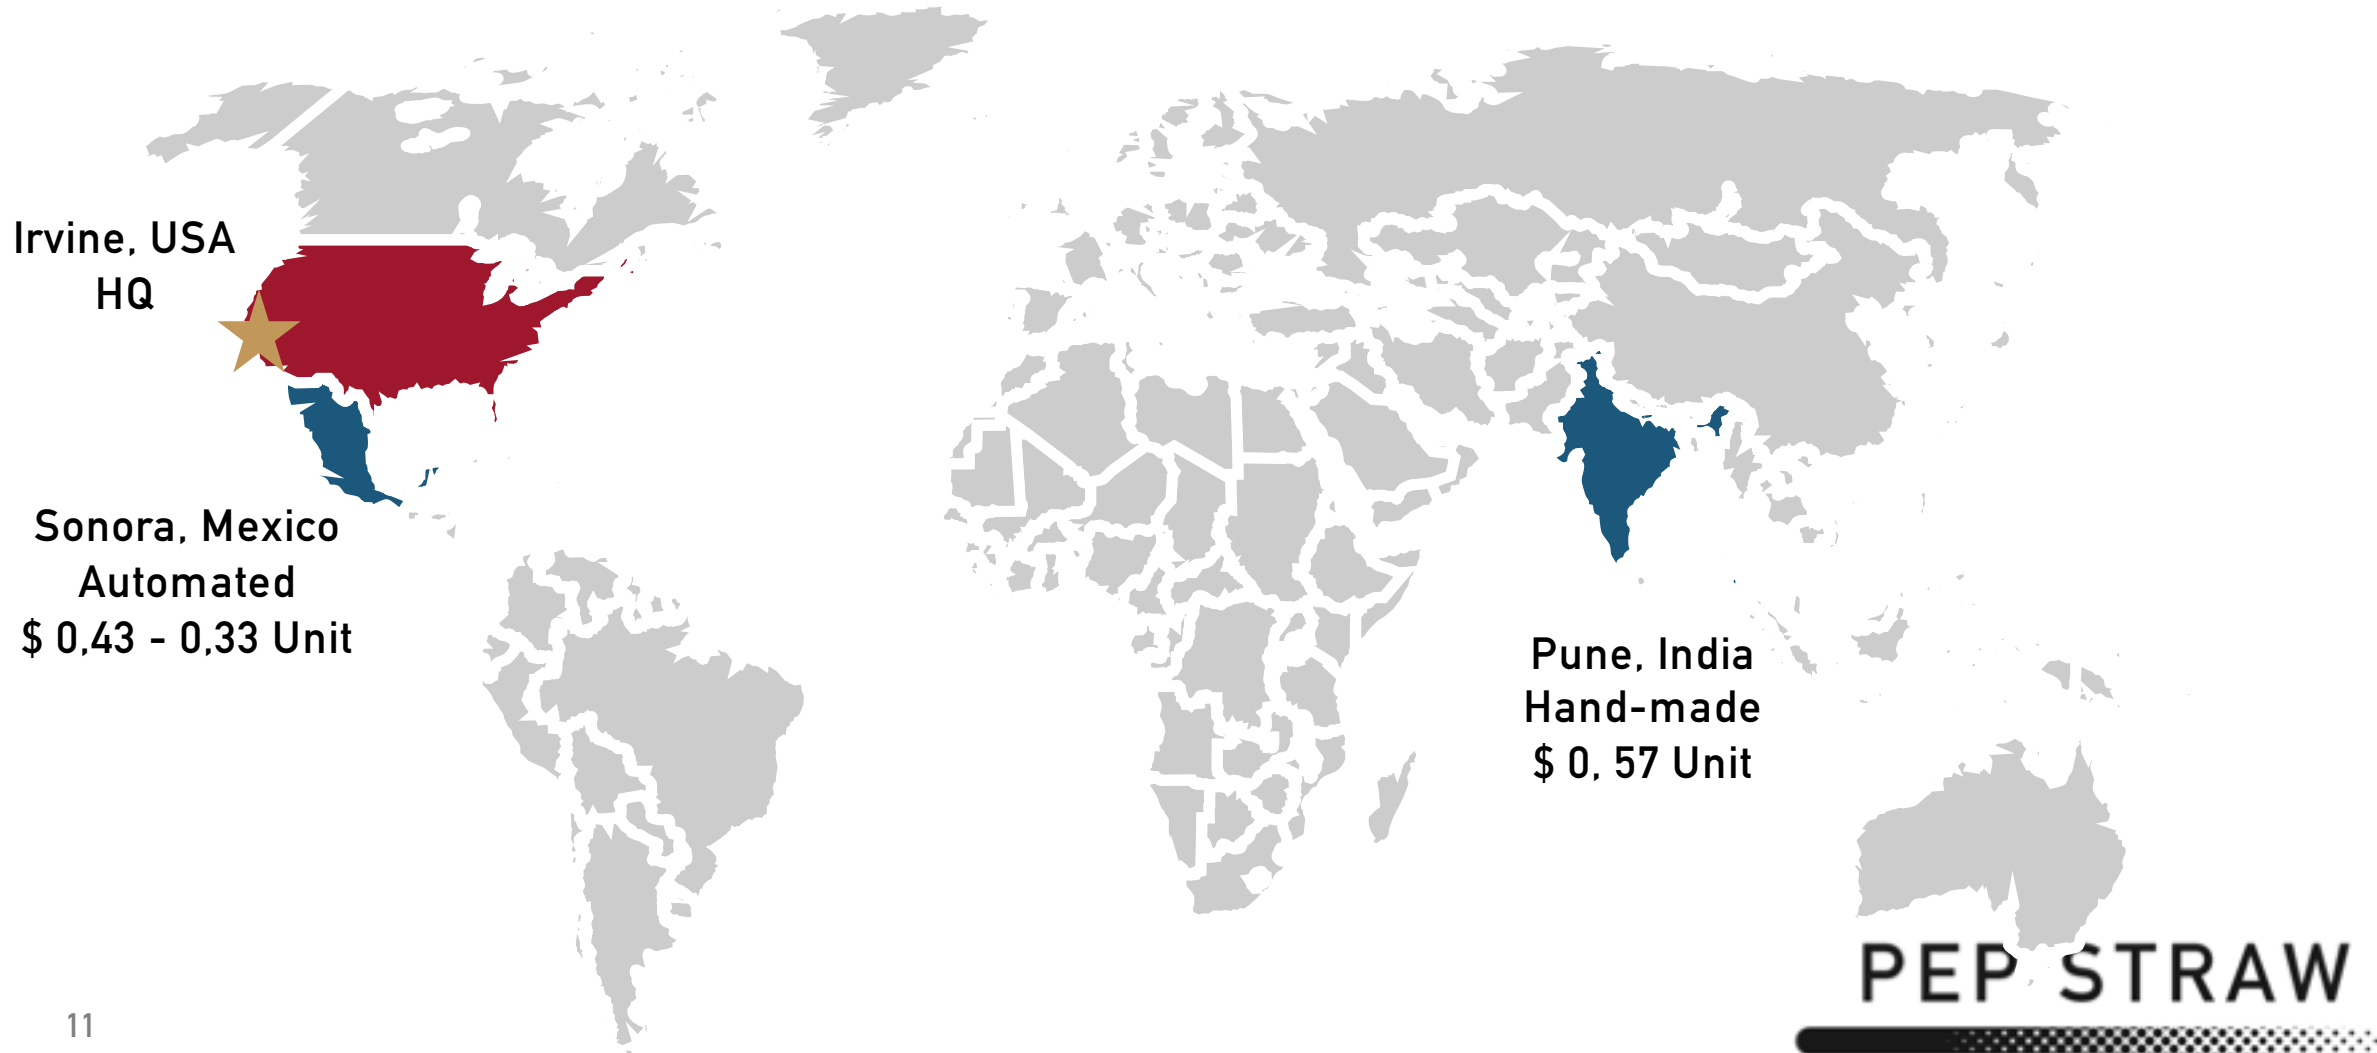 Irvine, USA
HQ
Sonora, Mexico
Automated
$ 0,43 - 0,33 Unit
Pune, India
Hand-made
$ 0, 57 Unit
PEP STRAW
11